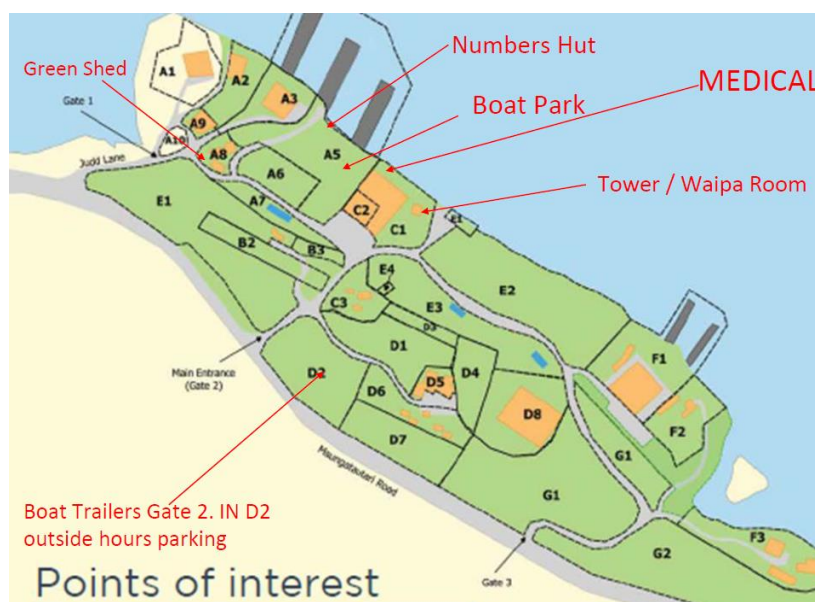 Numbers Hut
MEDICAL
Green Shed
Boat Park
A1
A2
Gate 1
A3
A9
A10
Judd Lane
A8
A5
A6
Tower / Waipa Room
E1
A7
C2
E1
C1
B2
B3
E4
E2
C3
E3
D3
D1
F1
Main Entrance
(Gate 2)
D2
D4
D5
D6
D8
F2
D7
G1
Maungatautari Road
G1
Boat Trailers Gate 2. IN D2
outside hours parking
F3
G2
Gate 3
Points of interest